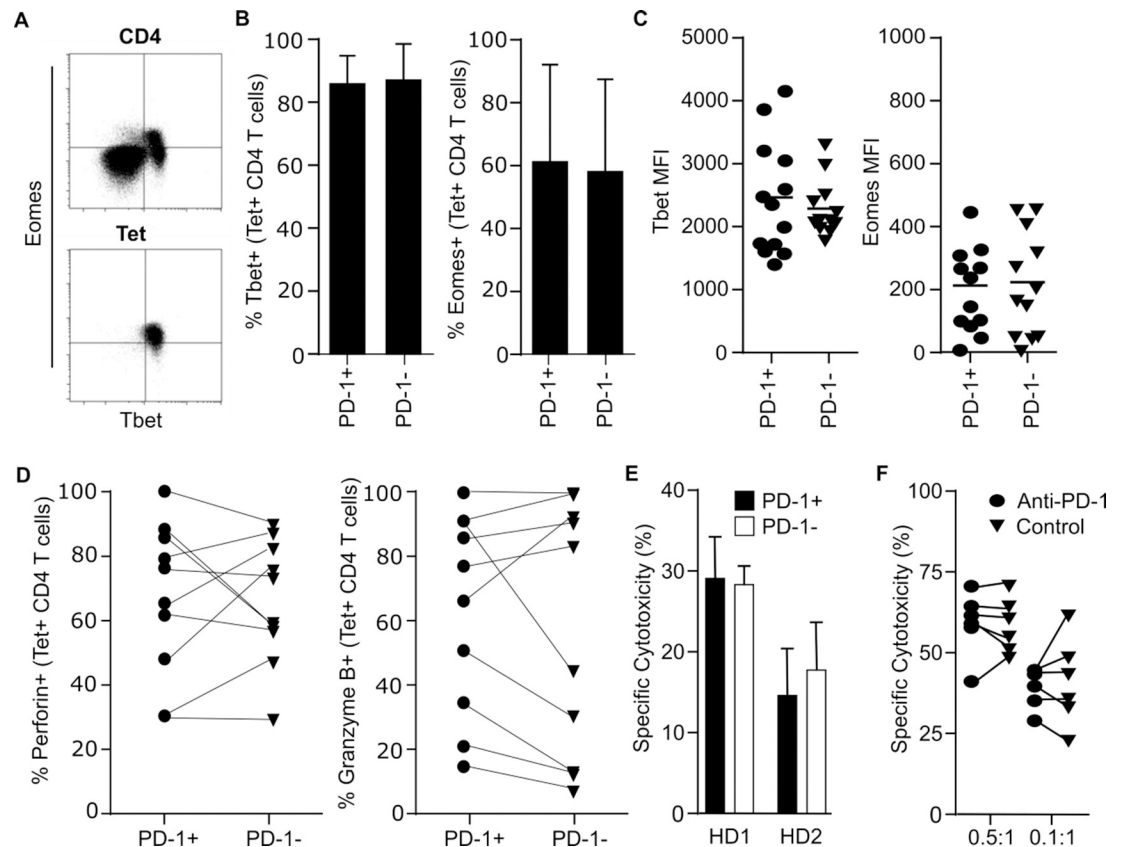 A
CD4
Eomes
Tet
Tbet
B
% Tbet+ (Tet+ CD4 T cells)
100
80
60
40
20
0
PD-1+
PD-1-
% Eomes+ (Tet+ CD4 T cells)
100
80
60
40
20
0
PD-1+
PD-1-
C
Tbet MFI
5000
4000
3000
2000
1000
0
PD-1+
PD-1-
Eomes MFI
1000
800
600
400
200
0
PD-1+
PD-1-
D
% Perforin+ (Tet+ CD4 T cells)
100
80
60
40
20
0
PD-1+
PD-1-
% Granzyme B+ (Tet+ CD4 T cells)
100
80
60
40
20
0
PD-1+
PD-1-
E
Specific Cytotoxicity (%)
40
30
20
10
0
PD-1+
PD-1-
HD1
HD2
F
Specific Cytotoxicity (%)
100
75
50
25
0
Anti-PD-1
Control
0.5:1
0.1:1